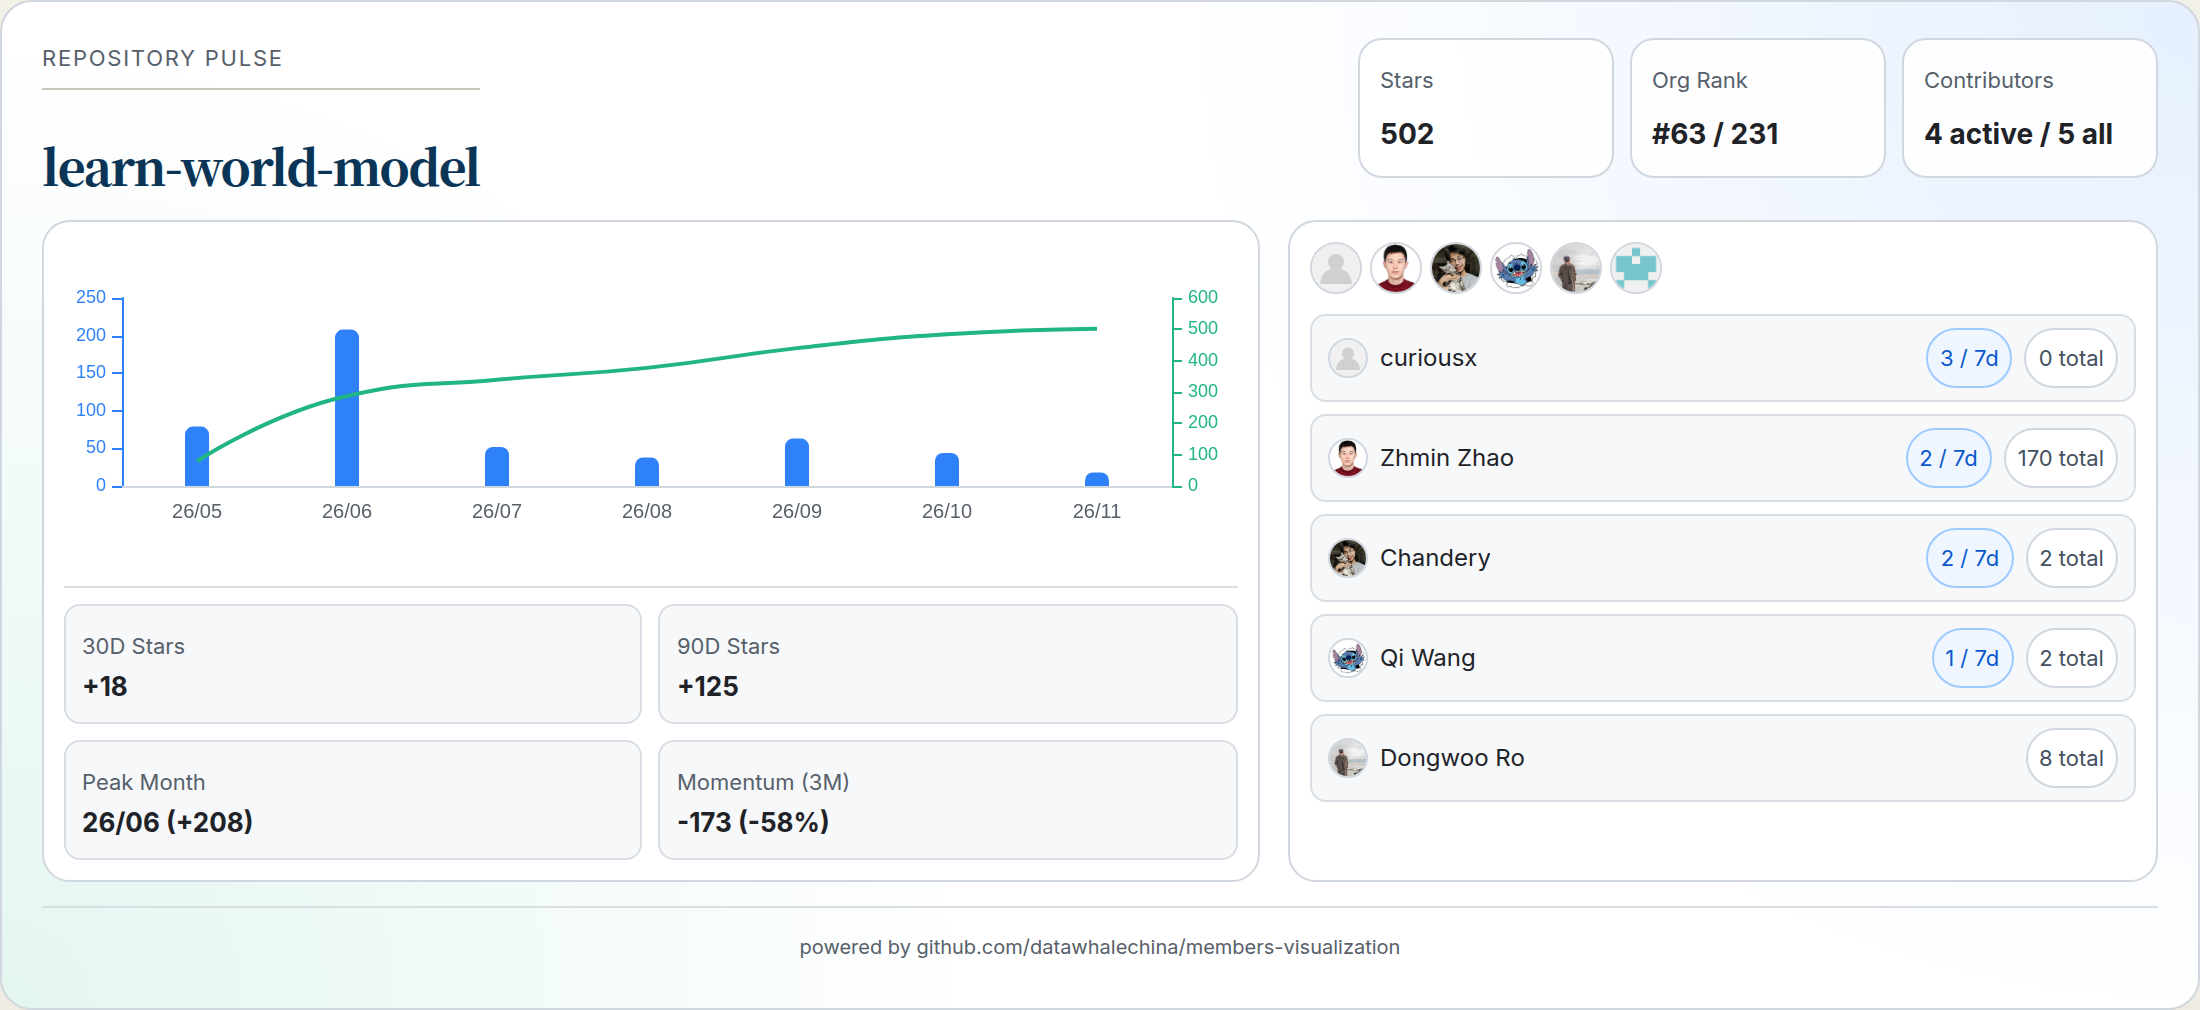 REPOSITORY PULSE
learn-world-model
Stars
502
Org Rank
#63 / 231
Contributors
4 active / 5 all
250
200
150
100
50
0
600
500
400
300
200
100
0
26/05 26/06 26/07 26/08 26/09 26/10 26/11
30D Stars
+18
90D Stars
+125
Peak Month
26/06 (+208)
Momentum (3M)
-173 (-58%)
curiousx 3 / 7d 0 total
Zhmin Zhao 2 / 7d 170 total
Chandery 2 / 7d 2 total
Qi Wang 1 / 7d 2 total
Dongwoo Ro 8 total
powered by github.com/datawhalechina/members-visualization